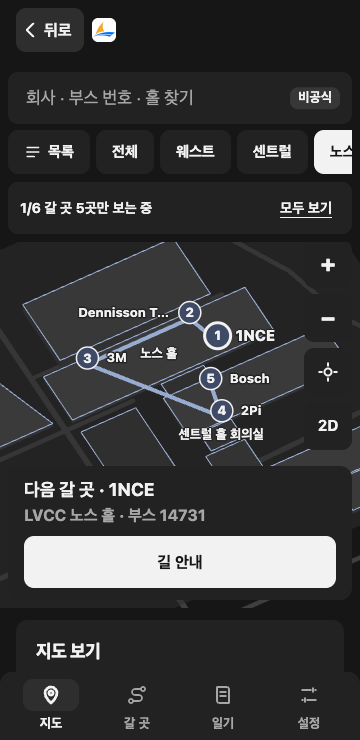 뒤로
회사 · 부스 번호 · 홀 찾기
비공식
목록
전체
웨스트
센트럴
노스
1/6 갈 곳 5곳만 보는 중
모두 보기
Dennisson T...
2
1
1NCE
3
3M
노스 홀
5
Bosch
4
2Pi
센트럴 홀 회의실
+
−
2D
다음 갈 곳 · 1NCE
LVCC 노스 홀 · 부스 14731
길 안내
지도 보기
지도
갈 곳
일기
설정